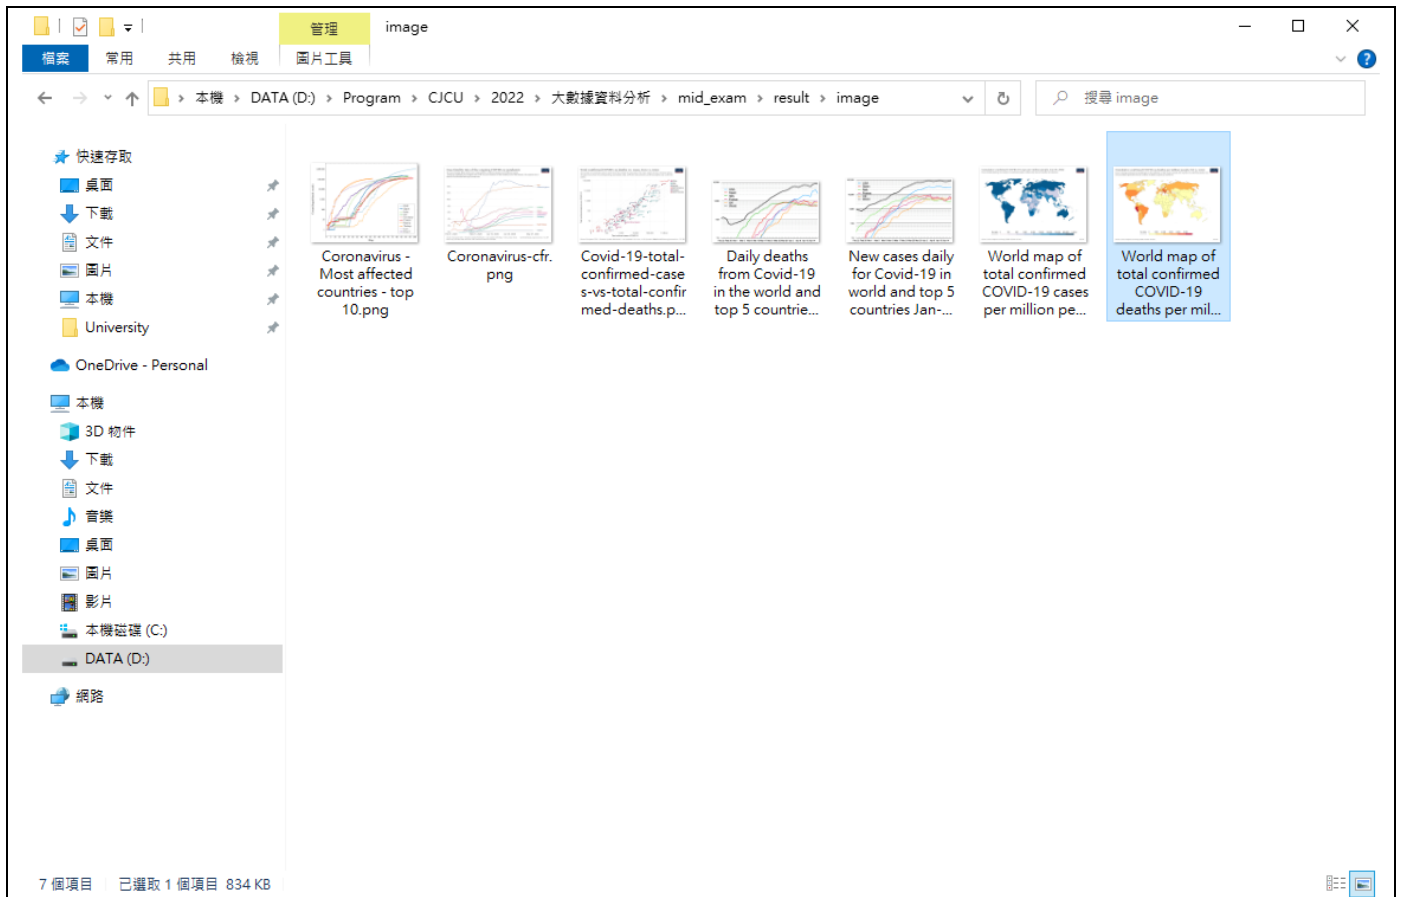 管理
image
檔案
常用
共用
檢視
圖片工具
本機 › DATA (D:) › Program › CJCU › 2022 › 大數據資料分析 › mid_exam › result › image
搜尋 image
快速存取
桌面
下載
文件
圖片
本機
University
OneDrive - Personal
本機
3D 物件
下載
文件
音樂
桌面
圖片
影片
本機磁碟 (C:)
DATA (D:)
網路
Coronavirus -
Most affected
countries - top
10.png
Coronavirus-cfr.
png
Covid-19-total-
confirmed-case
s-vs-total-confir
med-deaths.p...
Daily deaths
from Covid-19
in the world and
top 5 countrie...
New cases daily
for Covid-19 in
world and top 5
countries Jan-...
World map of
total confirmed
COVID-19 cases
per million pe...
World map of
total confirmed
COVID-19
deaths per mil...
7 個項目
已選取 1 個項目 834 KB